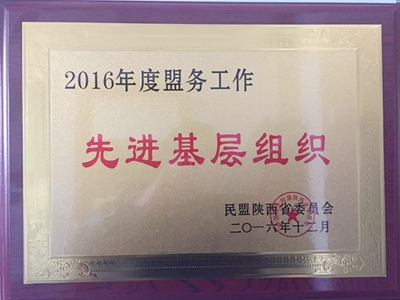 2016年度盟务工作
先进基层组织
民盟陕西省委员会
二〇一六年十二月